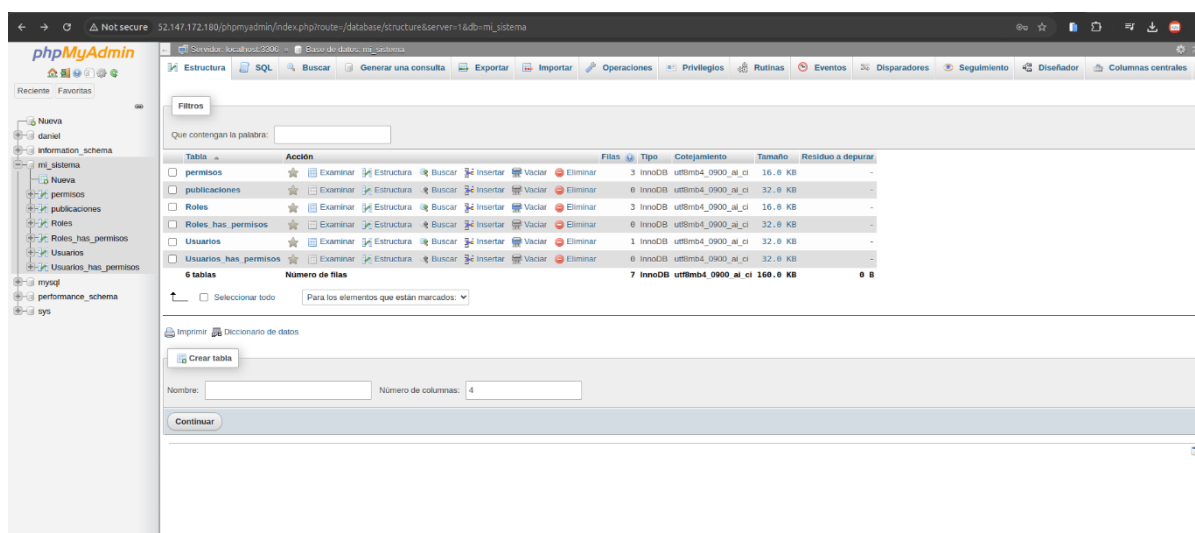 Not secure 52.147.172.180/phpmyadmin/index.php?route=/database/structure&server=1&db=mi_sistema
phpMyAdmin
Reciente Favoritas
Nueva
daniel
information_schema
mi_sistema
Nueva
permisos
publicaciones
Roles
Roles_has_permisos
Usuarios
Usuarios_has_permisos
mysql
performance_schema
sys
Servidor: localhost:3306 » Base de datos: mi_sistema
Estructura SQL Buscar Generar una consulta Exportar Importar Operaciones Privilegios Rutinas Eventos Disparadores Seguimiento Diseñador Columnas centrales
Filtros
Que contengan la palabra:
Tabla Acción Filas Tipo Cotejamiento Tamaño Residuo a depurar
permisos Examinar Estructura Buscar Insertar Vaciar Eliminar 3 InnoDB utf8mb4_0900_ai_ci 16.0 KB -
publicaciones Examinar Estructura Buscar Insertar Vaciar Eliminar 0 InnoDB utf8mb4_0900_ai_ci 32.0 KB -
Roles Examinar Estructura Buscar Insertar Vaciar Eliminar 3 InnoDB utf8mb4_0900_ai_ci 16.0 KB -
Roles_has_permisos Examinar Estructura Buscar Insertar Vaciar Eliminar 0 InnoDB utf8mb4_0900_ai_ci 32.0 KB -
Usuarios Examinar Estructura Buscar Insertar Vaciar Eliminar 1 InnoDB utf8mb4_0900_ai_ci 32.0 KB -
Usuarios_has_permisos Examinar Estructura Buscar Insertar Vaciar Eliminar 0 InnoDB utf8mb4_0900_ai_ci 32.0 KB -
6 tablas Número de filas 7 InnoDB utf8mb4_0900_ai_ci 160.0 KB 0 B
Seleccionar todo Para los elementos que están marcados:
Imprimir Diccionario de datos
Crear tabla
Nombre: Número de columnas: 4
Continuar